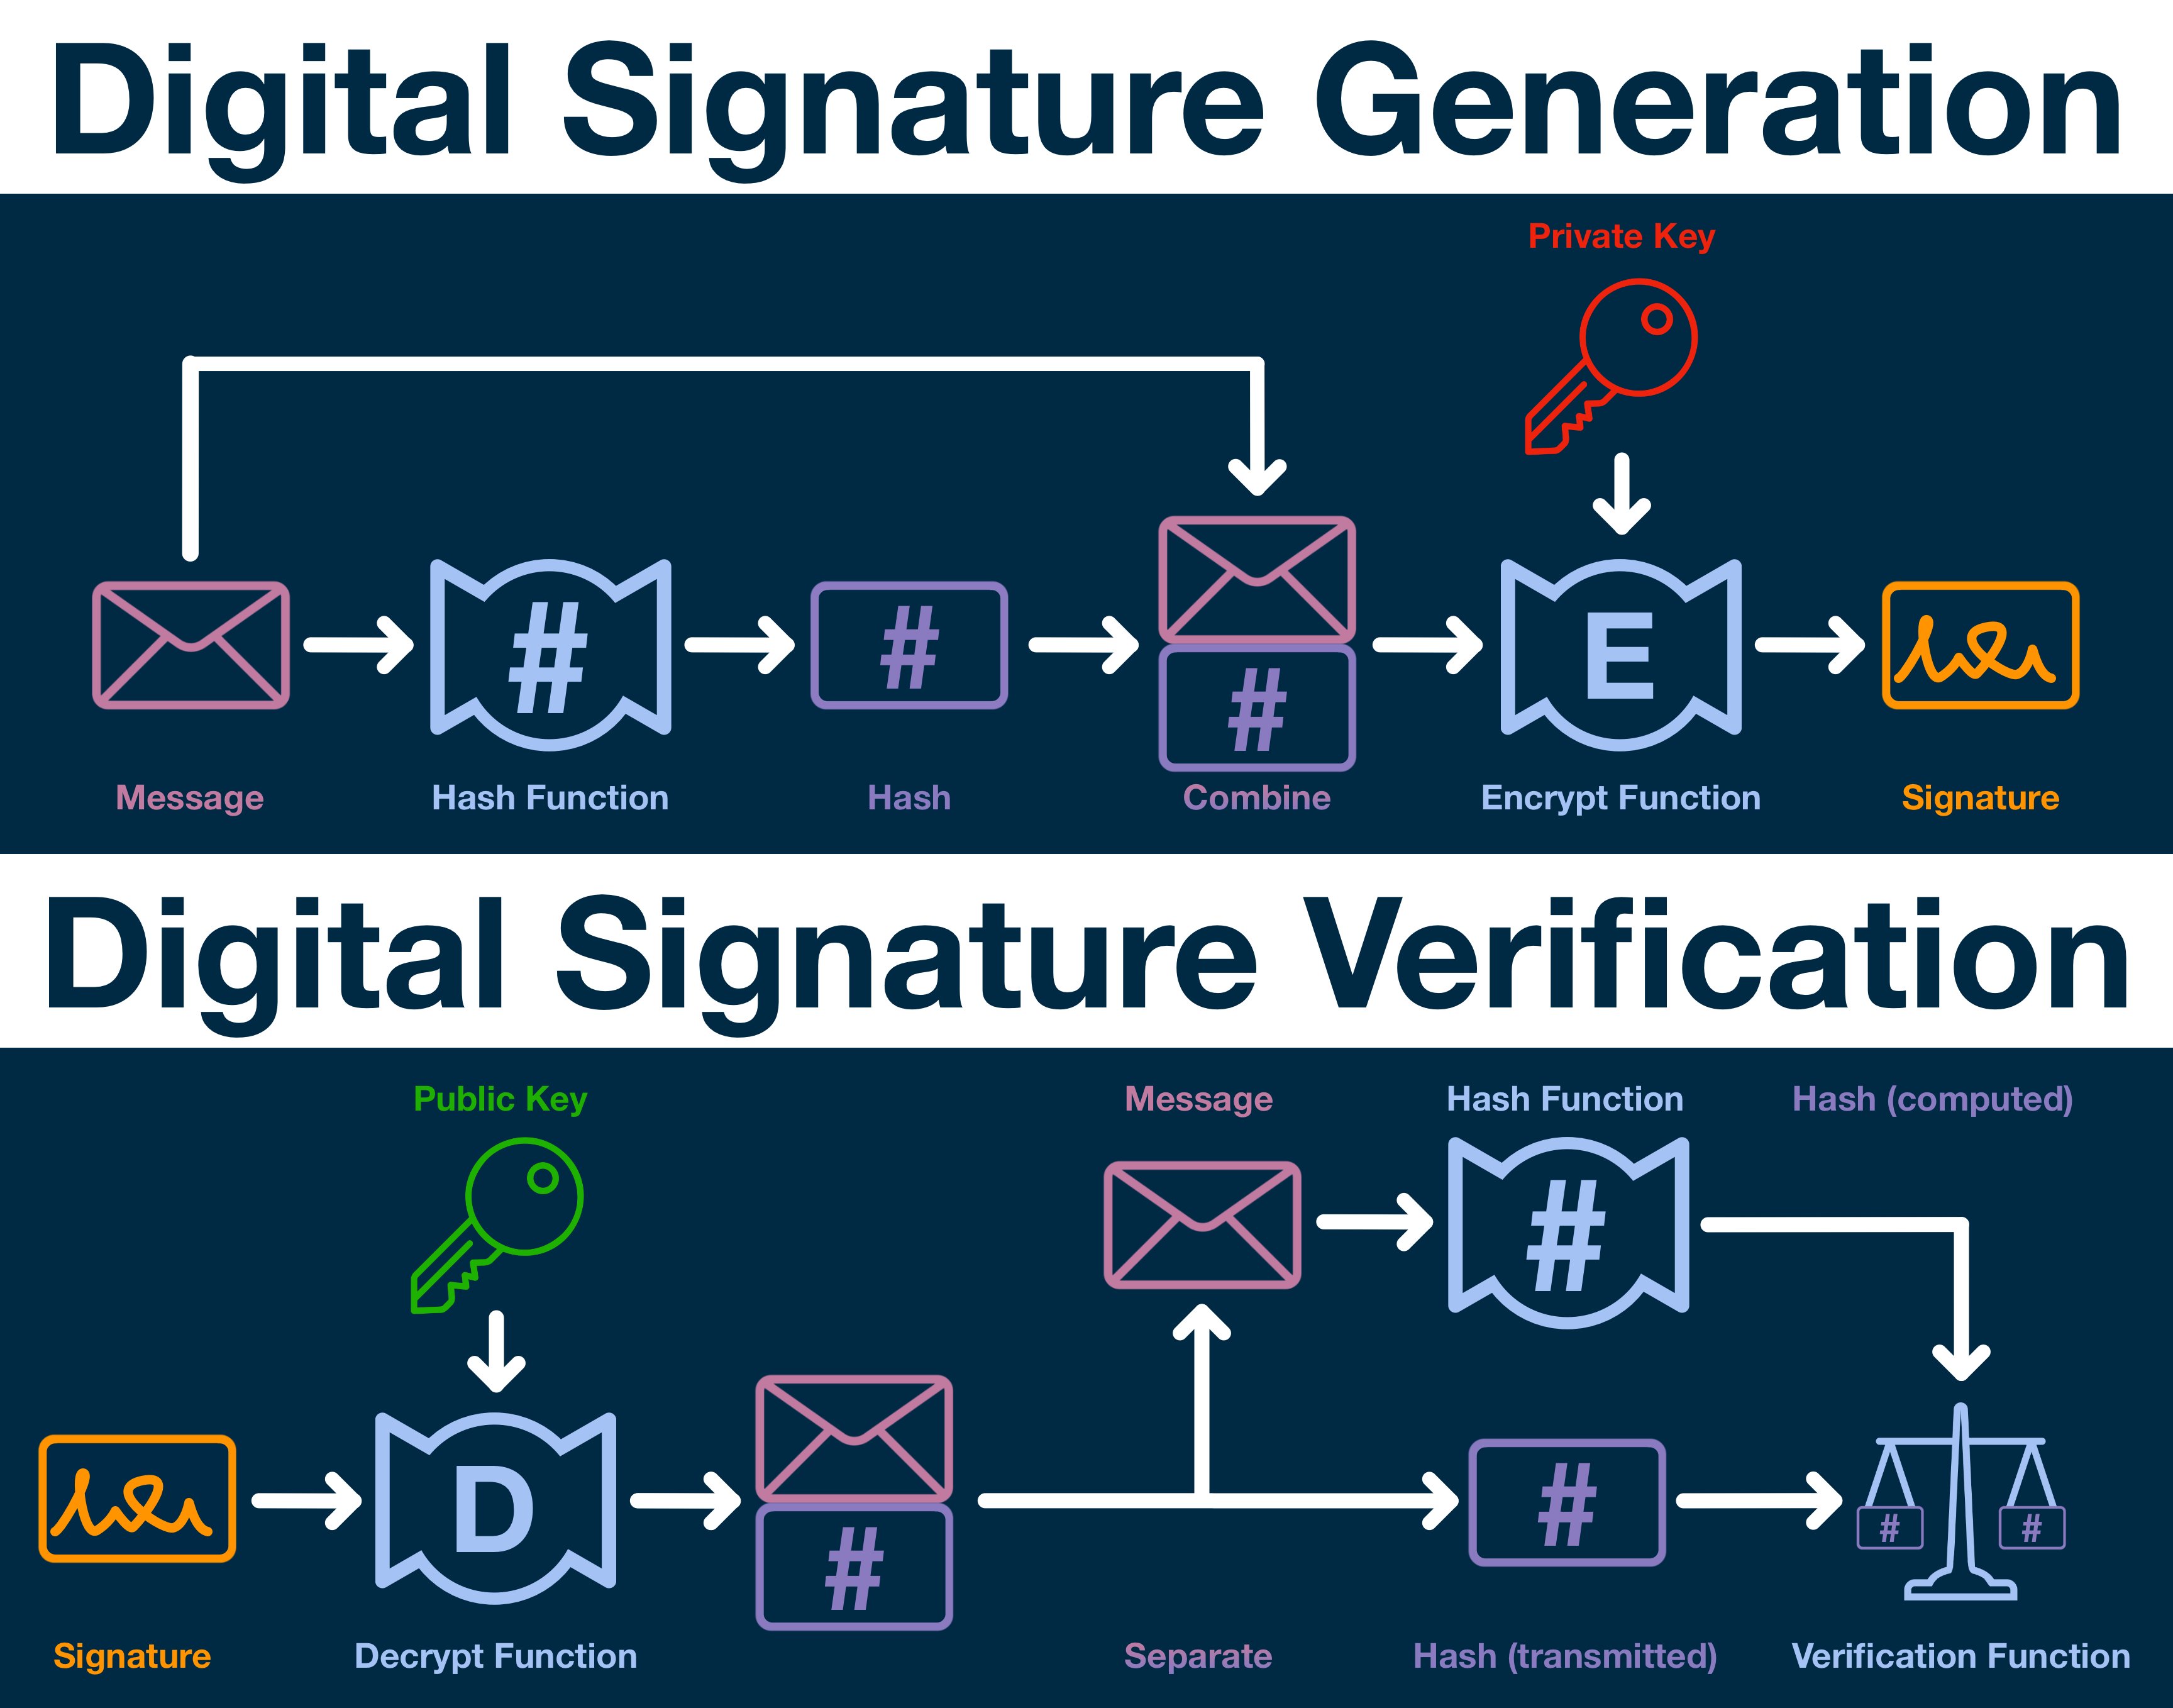 Digital Signature Generation
Private Key
#
#
E
#
Message
Hash Function
Hash
Combine
Encrypt Function
Signature
Digital Signature Verification
Public Key
Message
Hash Function
Hash (computed)
#
D
#
#
#
#
Signature
Decrypt Function
Separate
Hash (transmitted)
Verification Function